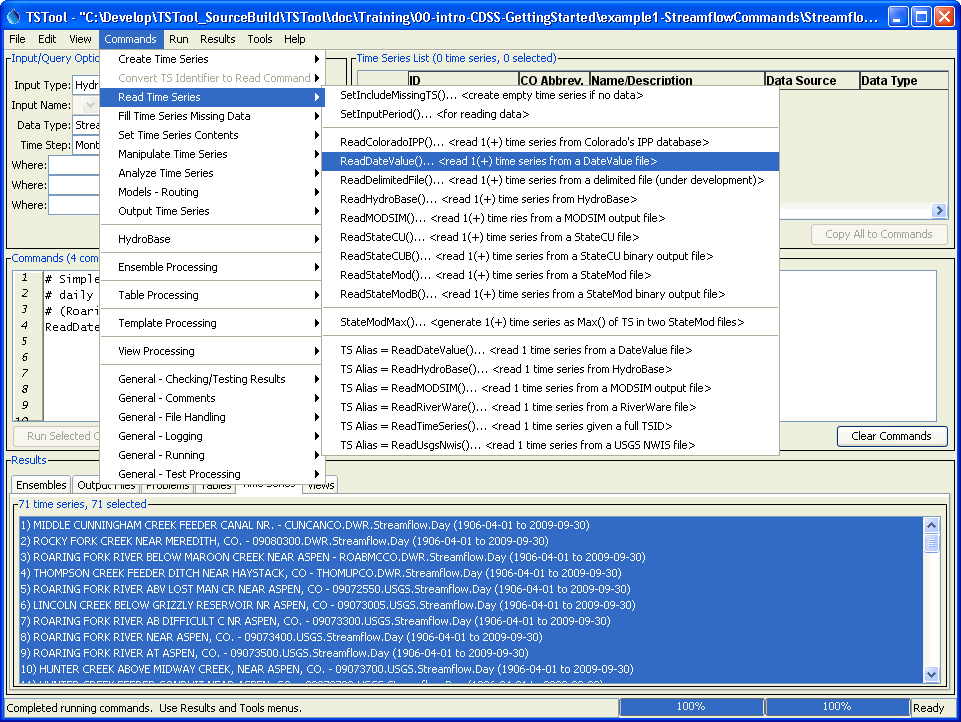 TSTool - "C:\Develop\TSTool_SourceBuild\TSTool\doc\Training\00-intro-CDSS-GettingStarted\example1-StreamflowCommands\Streamflo...
File Edit View Commands Run Results Tools Help
Input/Query Optio
Input Type: Hydr
Input Name:
Data Type: Strea
Time Step: Mont
Where:
Where:
Where:
Create Time Series
Convert TS Identifier to Read Command
Read Time Series
Fill Time Series Missing Data
Set Time Series Contents
Manipulate Time Series
Analyze Time Series
Models - Routing
Output Time Series
HydroBase
Ensemble Processing
Table Processing
Template Processing
View Processing
General - Checking/Testing Results
General - Comments
General - File Handling
General - Logging
General - Running
General - Test Processing
Time Series List (0 time series, 0 selected)
ID CO Abbrev. Name/Description Data Source Data Type
SetIncludeMissingTS()... <create empty time series if no data>
SetInputPeriod()... <for reading data>
ReadColoradoIPP()... <read 1(+) time series from Colorado's IPP database>
ReadDateValue()... <read 1(+) time series from a DateValue file>
ReadDelimitedFile()... <read 1(+) time series from a delimited file (under development)>
ReadHydroBase()... <read 1(+) time series from HydroBase>
ReadMODSIM()... <read 1(+) time ries from a MODSIM output file>
ReadStateCU()... <read 1(+) time series from a StateCU file>
ReadStateCUB()... <read 1(+) time series from a StateCU binary output file>
ReadStateMod()... <read 1(+) time series from a StateMod file>
ReadStateModB()... <read 1(+) time series from a StateMod binary output file>
StateModMax()... <generate 1(+) time series as Max() of TS in two StateMod files>
TS Alias = ReadDateValue()... <read 1 time series from a DateValue file>
TS Alias = ReadHydroBase()... <read 1 time series from HydroBase>
TS Alias = ReadMODSIM()... <read 1 time series from a MODSIM output file>
TS Alias = ReadRiverWare()... <read 1 time series from a RiverWare file>
TS Alias = ReadTimeSeries()... <read 1 time series given a full TSID>
TS Alias = ReadUsgsNwis()... <read 1 time series from a USGS NWIS file>
Copy All to Commands
Commands (4 com
1 # Simple
2 # daily
3 # (Roari
4 ReadDate
5
6
7
8
9
10
Run Selected C
Clear Commands
Results
Ensembles Output Files Problems Tables Time Series Views
71 time series, 71 selected
1) MIDDLE CUNNINGHAM CREEK FEEDER CANAL NR. - CUNCANCO.DWR.Streamflow.Day (1906-04-01 to 2009-09-30)
2) ROCKY FORK CREEK NEAR MEREDITH, CO. - 09080300.DWR.Streamflow.Day (1906-04-01 to 2009-09-30)
3) ROARING FORK RIVER BELOW MAROON CREEK NEAR ASPEN - ROABMCCO.DWR.Streamflow.Day (1906-04-01 to 2009-09-30)
4) THOMPSON CREEK FEEDER DITCH NEAR HAYSTACK, CO - THOMUPCO.DWR.Streamflow.Day (1906-04-01 to 2009-09-30)
5) ROARING FORK RIVER ABV LOST MAN CR NEAR ASPEN, CO - 09072550.USGS.Streamflow.Day (1906-04-01 to 2009-09-30)
6) LINCOLN CREEK BELOW GRIZZLY RESERVOIR NR ASPEN, CO - 09073005.USGS.Streamflow.Day (1906-04-01 to 2009-09-30)
7) ROARING FORK RIVER AB DIFFICULT C NR ASPEN, CO - 09073300.USGS.Streamflow.Day (1906-04-01 to 2009-09-30)
8) ROARING FORK RIVER NEAR ASPEN, CO. - 09073400.USGS.Streamflow.Day (1906-04-01 to 2009-09-30)
9) ROARING FORK RIVER AT ASPEN, CO. - 09073500.USGS.Streamflow.Day (1906-04-01 to 2009-09-30)
10) HUNTER CREEK ABOVE MIDWAY CREEK, NEAR ASPEN, CO. - 09073700.USGS.Streamflow.Day (1906-04-01 to 2009-09-30)
Completed running commands. Use Results and Tools menus.
100% 100% Ready